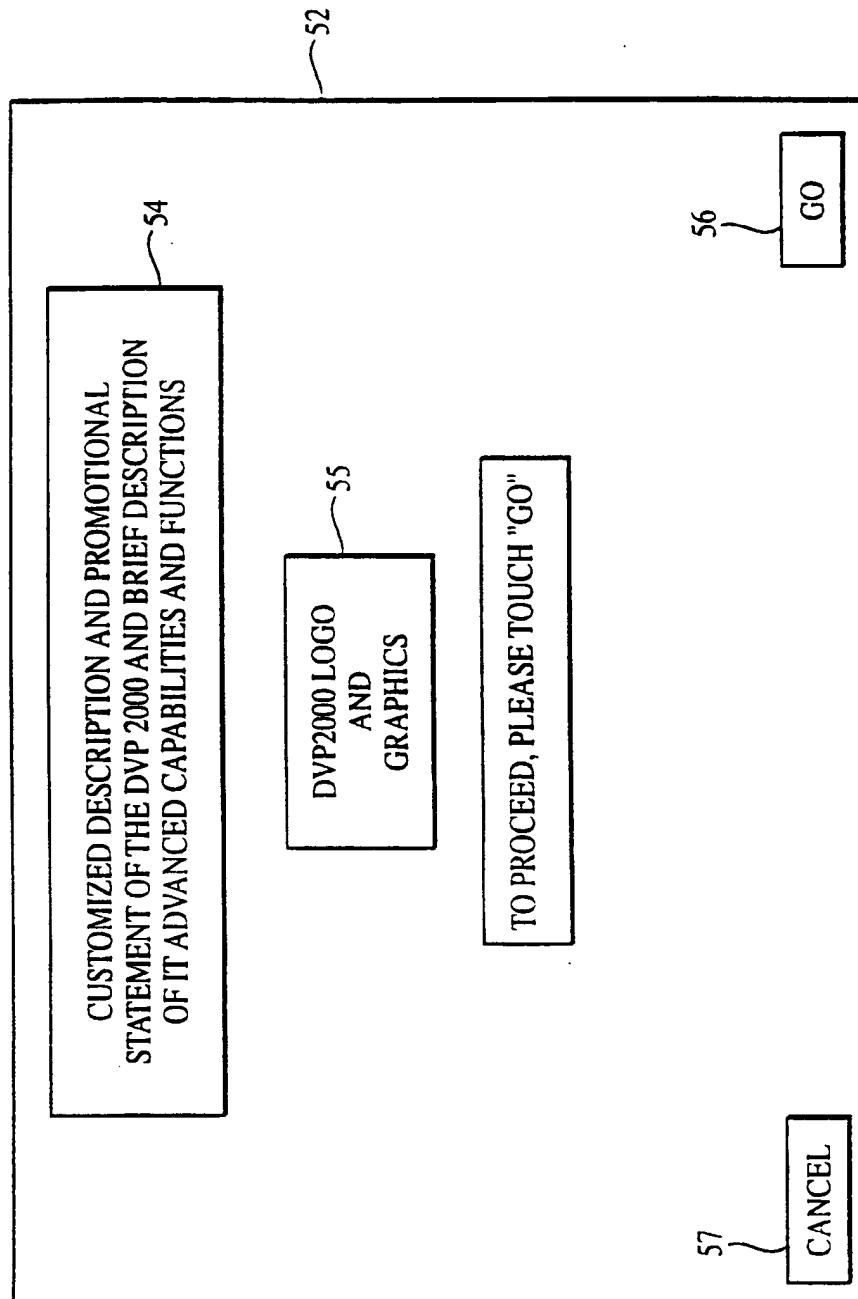 52
54
CUSTOMIZED DESCRIPTION AND PROMOTIONAL
STATEMENT OF THE DVP 2000 AND BRIEF DESCRIPTION
OF IT ADVANCED CAPABILITIES AND FUNCTIONS
55
DVP2000 LOGO
AND
GRAPHICS
TO PROCEED, PLEASE TOUCH "GO"
57
CANCEL
56
GO